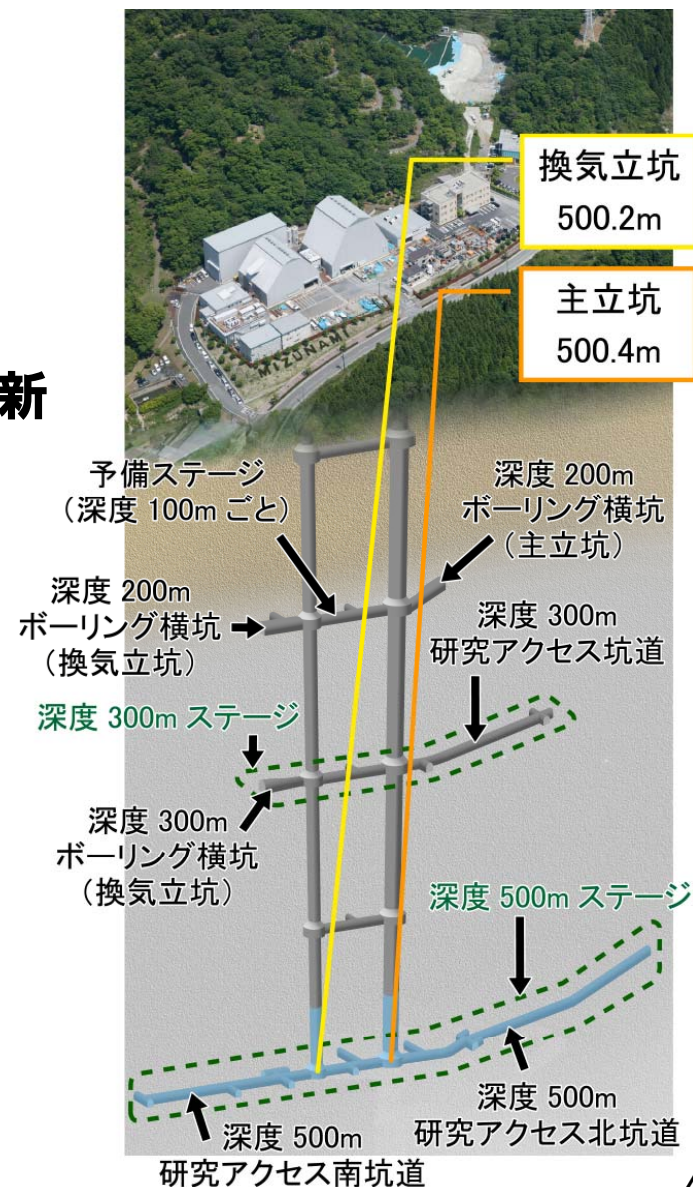 換気立坑
500.2m
主立坑
500.4m
MIZUNAMI
新
予備ステージ
（深度 100m ごと）
深度 200m
ボーリング横坑
（主立坑）
深度 200m
ボーリング横坑
（換気立坑）
深度 300m
研究アクセス坑道
深度 300m ステージ
深度 300m
ボーリング横坑
（換気立坑）
深度 500m ステージ
深度 500m
研究アクセス北坑道
深度 500m
研究アクセス南坑道